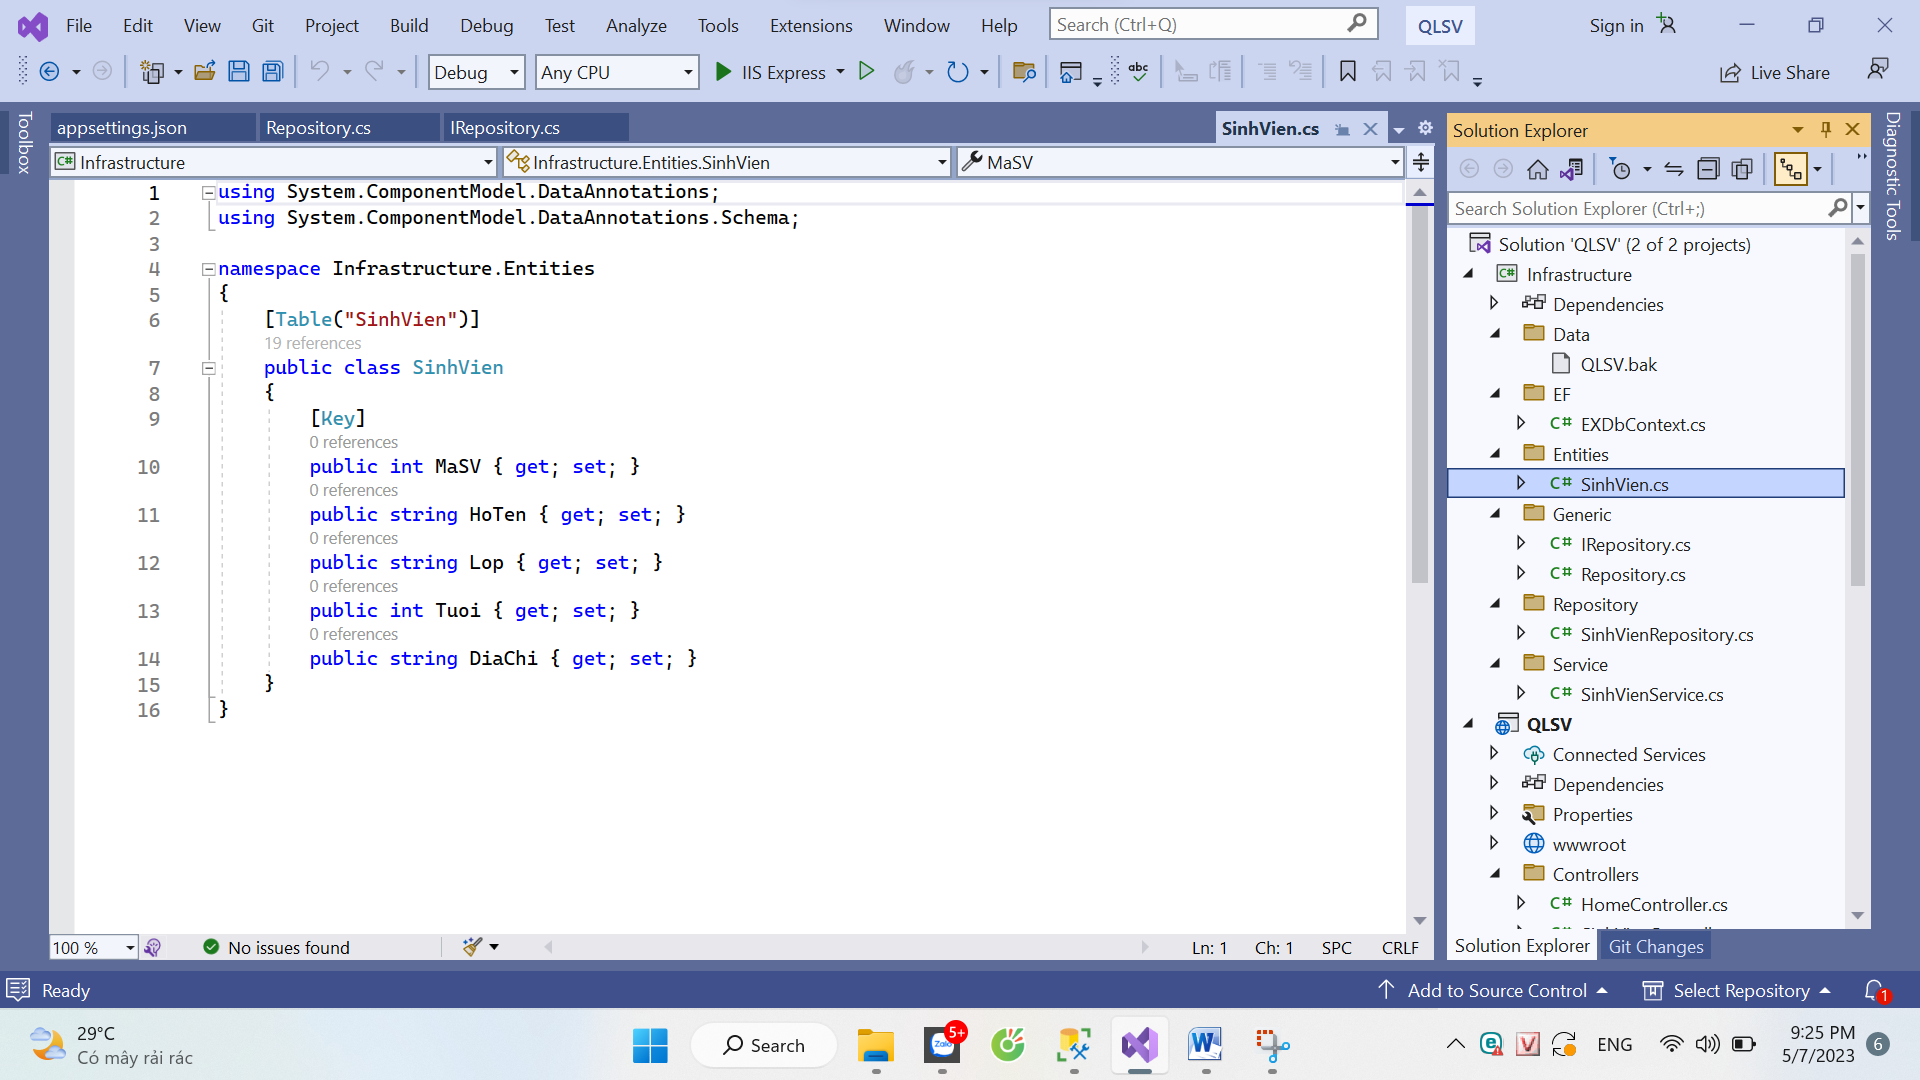 File Edit View Git Project Build Debug Test Analyze Tools Extensions Window Help Search (Ctrl+Q) QLSV Sign in
Debug Any CPU IIS Express abc Live Share
Toolbox
appsettings.json Repository.cs IRepository.cs SinhVien.cs
C# Infrastructure Infrastructure.Entities.SinhVien MaSV
1 using System.ComponentModel.DataAnnotations;
2 using System.ComponentModel.DataAnnotations.Schema;
3
4 namespace Infrastructure.Entities
5 {
6 [Table("SinhVien")]
19 references
7 public class SinhVien
8 {
9 [Key]
0 references
10 public int MaSV { get; set; }
0 references
11 public string HoTen { get; set; }
0 references
12 public string Lop { get; set; }
0 references
13 public int Tuoi { get; set; }
0 references
14 public string DiaChi { get; set; }
15 }
16 }
100 % No issues found Ln: 1 Ch: 1 SPC CRLF
Solution Explorer
Search Solution Explorer (Ctrl+;)
Solution 'QLSV' (2 of 2 projects)
C# Infrastructure
Dependencies
Data
QLSV.bak
EF
C# EXDbContext.cs
Entities
C# SinhVien.cs
Generic
C# IRepository.cs
C# Repository.cs
Repository
C# SinhVienRepository.cs
Service
C# SinhVienService.cs
QLSV
Connected Services
Dependencies
Properties
wwwroot
Controllers
C# HomeController.cs
Solution Explorer Git Changes
Diagnostic Tools
Ready Add to Source Control Select Repository 1
29°C
Có mây rải rác
Search
5+
Zalo
ENG
9:25 PM
5/7/2023
6